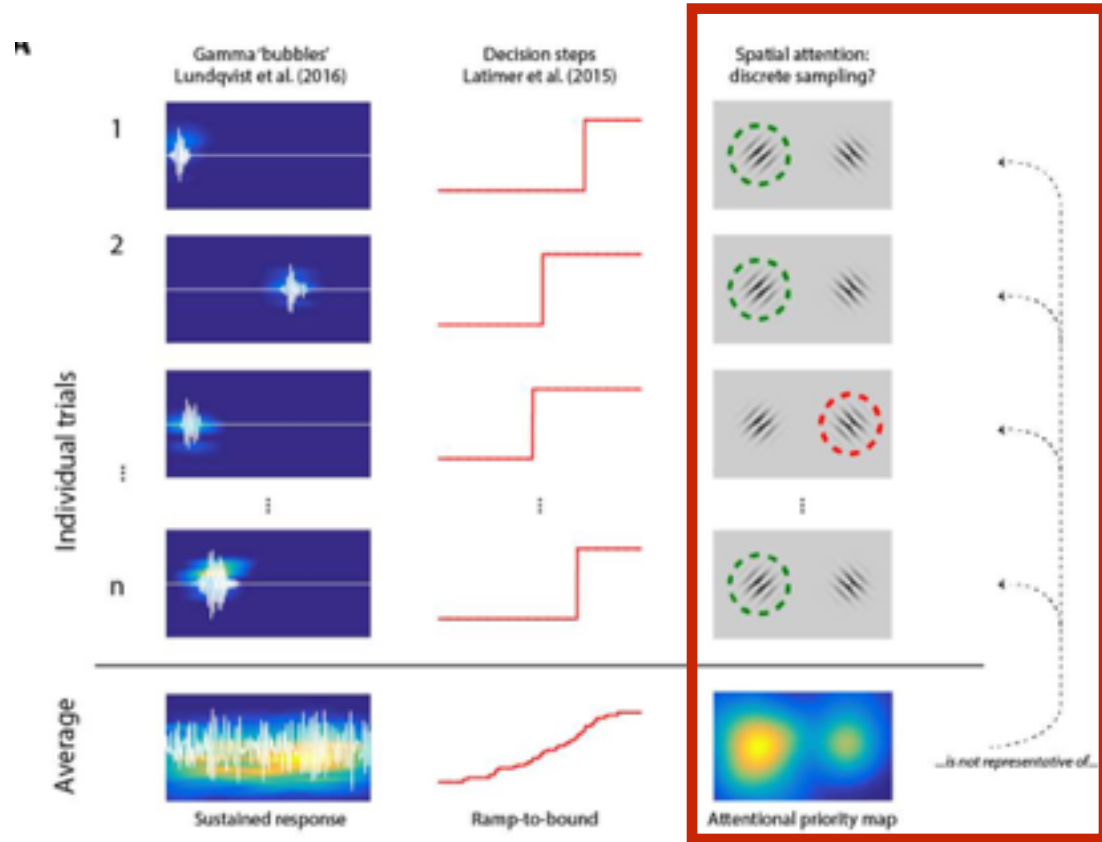 A
Gamma 'bubbles'
Lundqvist et al. (2016)
Decision steps
Latimer et al. (2015)
Spatial attention:
discrete sampling?
1
2
Individual trials
...
n
...
...
...
Average
Sustained response
Ramp-to-bound
Attentional priority map
...is not representative of...